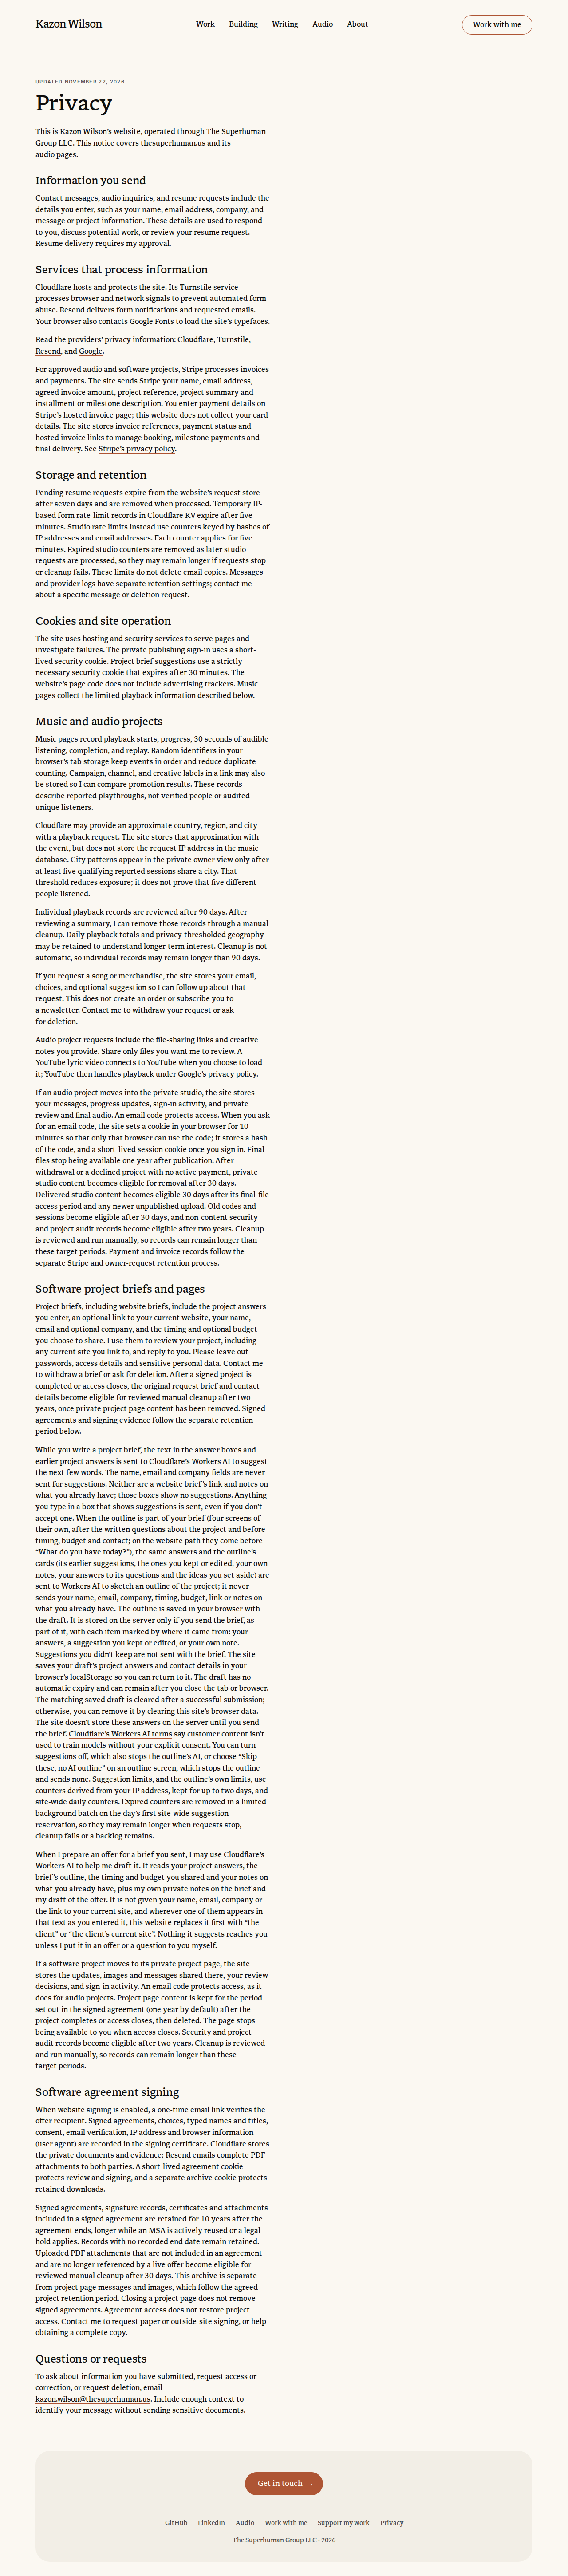 Kazon Wilson
Work Building Writing Audio About
Work with me
UPDATED NOVEMBER 22, 2026
Privacy
This is Kazon Wilson's website, operated through The Superhuman
Group LLC. This notice covers thesuperhuman.us and its
audio pages.
Information you send
Contact messages, audio inquiries, and resume requests include the
details you enter, such as your name, email address, company, and
message or project information. These details are used to respond
to you, discuss potential work, or review your resume request.
Resume delivery requires my approval.
Services that process information
Cloudflare hosts and protects the site. Its Turnstile service
processes browser and network signals to prevent automated form
abuse. Resend delivers form notifications and requested emails.
Your browser also contacts Google Fonts to load the site's typefaces.
Read the providers' privacy information: Cloudflare, Turnstile,
Resend, and Google.
For approved audio and software projects, Stripe processes invoices
and payments. The site sends Stripe your name, email address,
agreed invoice amount, project reference, project summary and
installment or milestone description. You enter payment details on
Stripe's hosted invoice page; this website does not collect your card
details. The site stores invoice references, payment status and
hosted invoice links to manage booking, milestone payments and
final delivery. See Stripe's privacy policy.
Storage and retention
Pending resume requests expire from the website's request store
after seven days and are removed when processed. Temporary IP-
based form rate-limit records in Cloudflare KV expire after five
minutes. Studio rate limits instead use counters keyed by hashes of
IP addresses and email addresses. Each counter applies for five
minutes. Expired studio counters are removed as later studio
requests are processed, so they may remain longer if requests stop
or cleanup fails. These limits do not delete email copies. Messages
and provider logs have separate retention settings; contact me
about a specific message or deletion request.
Cookies and site operation
The site uses hosting and security services to serve pages and
investigate failures. The private publishing sign-in uses a short-
lived security cookie. Project brief suggestions use a strictly
necessary security cookie that expires after 30 minutes. The
website's page code does not include advertising trackers. Music
pages collect the limited playback information described below.
Music and audio projects
Music pages record playback starts, progress, 30 seconds of audible
listening, completion, and replay. Random identifiers in your
browser's tab storage keep events in order and reduce duplicate
counting. Campaign, channel, and creative labels in a link may also
be stored so I can compare promotion results. These records
describe reported playthroughs, not verified people or audited
unique listeners.
Cloudflare may provide an approximate country, region, and city
with a playback request. The site stores that approximation with
the event, but does not store the request IP address in the music
database. City patterns appear in the private owner view only after
at least five qualifying reported sessions share a city. That
threshold reduces exposure; it does not prove that five different
people listened.
Individual playback records are reviewed after 90 days. After
reviewing a summary, I can remove those records through a manual
cleanup. Daily playback totals and privacy-thresholded geography
may be retained to understand longer-term interest. Cleanup is not
automatic, so individual records may remain longer than 90 days.
If you request a song or merchandise, the site stores your email,
choices, and optional suggestion so I can follow up about that
request. This does not create an order or subscribe you to
a newsletter. Contact me to withdraw your request or ask
for deletion.
Audio project requests include the file-sharing links and creative
notes you provide. Share only files you want me to review. A
YouTube lyric video connects to YouTube when you choose to load
it; YouTube then handles playback under Google's privacy policy.
If an audio project moves into the private studio, the site stores
your messages, progress updates, sign-in activity, and private
review and final audio. An email code protects access. When you ask
for an email code, the site sets a cookie in your browser for 10
minutes so that only that browser can use the code; it stores a hash
of the code, and a short-lived session cookie once you sign in. Final
files stop being available one year after publication. After
withdrawal or a declined project with no active payment, private
studio content becomes eligible for removal after 30 days.
Delivered studio content becomes eligible 30 days after its final-file
access period and any newer unpublished upload. Old codes and
sessions become eligible after 30 days, and non-content security
and project audit records become eligible after two years. Cleanup
is reviewed and run manually, so records can remain longer than
these target periods. Payment and invoice records follow the
separate Stripe and owner-request retention process.
Software project briefs and pages
Project briefs, including website briefs, include the project answers
you enter, an optional link to your current website, your name,
email and optional company, and the timing and optional budget
you choose to share. I use them to review your project, including
any current site you link to, and reply to you. Please leave out
passwords, access details and sensitive personal data. Contact me
to withdraw a brief or ask for deletion. After a signed project is
completed or access closes, the original request brief and contact
details become eligible for reviewed manual cleanup after two
years, once private project page content has been removed. Signed
agreements and signing evidence follow the separate retention
period below.
While you write a project brief, the text in the answer boxes and
earlier project answers is sent to Cloudflare's Workers AI to suggest
the next few words. The name, email and company fields are never
sent for suggestions. Neither are a website brief's link and notes on
what you already have; those boxes show no suggestions. Anything
you type in a box that shows suggestions is sent, even if you don't
accept one. When the outline is part of your brief (four screens of
their own, after the written questions about the project and before
timing, budget and contact; on the website path they come before
"What do you have today?"), the same answers and the outline's
cards (its earlier suggestions, the ones you kept or edited, your own
notes, your answers to its questions and the ideas you set aside) are
sent to Workers AI to sketch an outline of the project; it never
sends your name, email, company, timing, budget, link or notes on
what you already have. The outline is saved in your browser with
the draft. It is stored on the server only if you send the brief, as
part of it, with each item marked by where it came from: your
answers, a suggestion you kept or edited, or your own note.
Suggestions you didn't keep are not sent with the brief. The site
saves your draft's project answers and contact details in your
browser's localStorage so you can return to it. The draft has no
automatic expiry and can remain after you close the tab or browser.
The matching saved draft is cleared after a successful submission;
otherwise, you can remove it by clearing this site's browser data.
The site doesn't store these answers on the server until you send
the brief. Cloudflare's Workers AI terms say customer content isn't
used to train models without your explicit consent. You can turn
suggestions off, which also stops the outline's AI, or choose "Skip
these, no AI outline" on an outline screen, which stops the outline
and sends none. Suggestion limits, and the outline's own limits, use
counters derived from your IP address, kept for up to two days, and
site-wide daily counters. Expired counters are removed in a limited
background batch on the day's first site-wide suggestion
reservation, so they may remain longer when requests stop,
cleanup fails or a backlog remains.
When I prepare an offer for a brief you sent, I may use Cloudflare's
Workers AI to help me draft it. It reads your project answers, the
brief's outline, the timing and budget you shared and your notes on
what you already have, plus my own private notes on the brief and
my draft of the offer. It is not given your name, email, company or
the link to your current site, and wherever one of them appears in
that text as you entered it, this website replaces it first with "the
client" or "the client's current site". Nothing it suggests reaches you
unless I put it in an offer or a question to you myself.
If a software project moves to its private project page, the site
stores the updates, images and messages shared there, your review
decisions, and sign-in activity. An email code protects access, as it
does for audio projects. Project page content is kept for the period
set out in the signed agreement (one year by default) after the
project completes or access closes, then deleted. The page stops
being available to you when access closes. Security and project
audit records become eligible after two years. Cleanup is reviewed
and run manually, so records can remain longer than these
target periods.
Software agreement signing
When website signing is enabled, a one-time email link verifies the
offer recipient. Signed agreements, choices, typed names and titles,
consent, email verification, IP address and browser information
(user agent) are recorded in the signing certificate. Cloudflare stores
the private documents and evidence; Resend emails complete PDF
attachments to both parties. A short-lived agreement cookie
protects review and signing, and a separate archive cookie protects
retained downloads.
Signed agreements, signature records, certificates and attachments
included in a signed agreement are retained for 10 years after the
agreement ends, longer while an MSA is actively reused or a legal
hold applies. Records with no recorded end date remain retained.
Uploaded PDF attachments that are not included in an agreement
and are no longer referenced by a live offer become eligible for
reviewed manual cleanup after 30 days. This archive is separate
from project page messages and images, which follow the agreed
project retention period. Closing a project page does not remove
signed agreements. Agreement access does not restore project
access. Contact me to request paper or outside-site signing, or help
obtaining a complete copy.
Questions or requests
To ask about information you have submitted, request access or
correction, or request deletion, email
kazon.wilson@thesuperhuman.us. Include enough context to
identify your message without sending sensitive documents.
Get in touch →
GitHub LinkedIn Audio Work with me Support my work Privacy
The Superhuman Group LLC · 2026